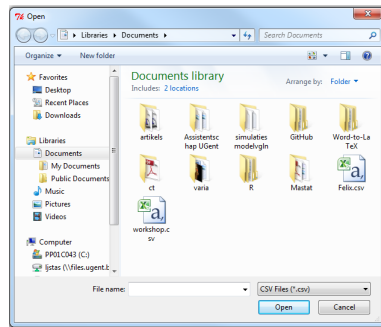 Open
Libraries ▸ Documents ▸
Search Documents
Organize ▾ New folder
Favorites
Desktop
Recent Places
Downloads
Libraries
Documents
My Documents
Public Documents
Music
Pictures
Videos
Computer
PP01C043 (C:)
ljstas (\\files.ugent.b
Documents library
Includes: 2 locations
Arrange by: Folder ▾
artikels
Assistentsc
hap UGent
simulaties
modelvgln
GitHub
Word-to-La
TeX
ct
varia
R
Mastat
Felix.csv
workshop.c
sv
File name:
CSV Files (*.csv)
Open
Cancel